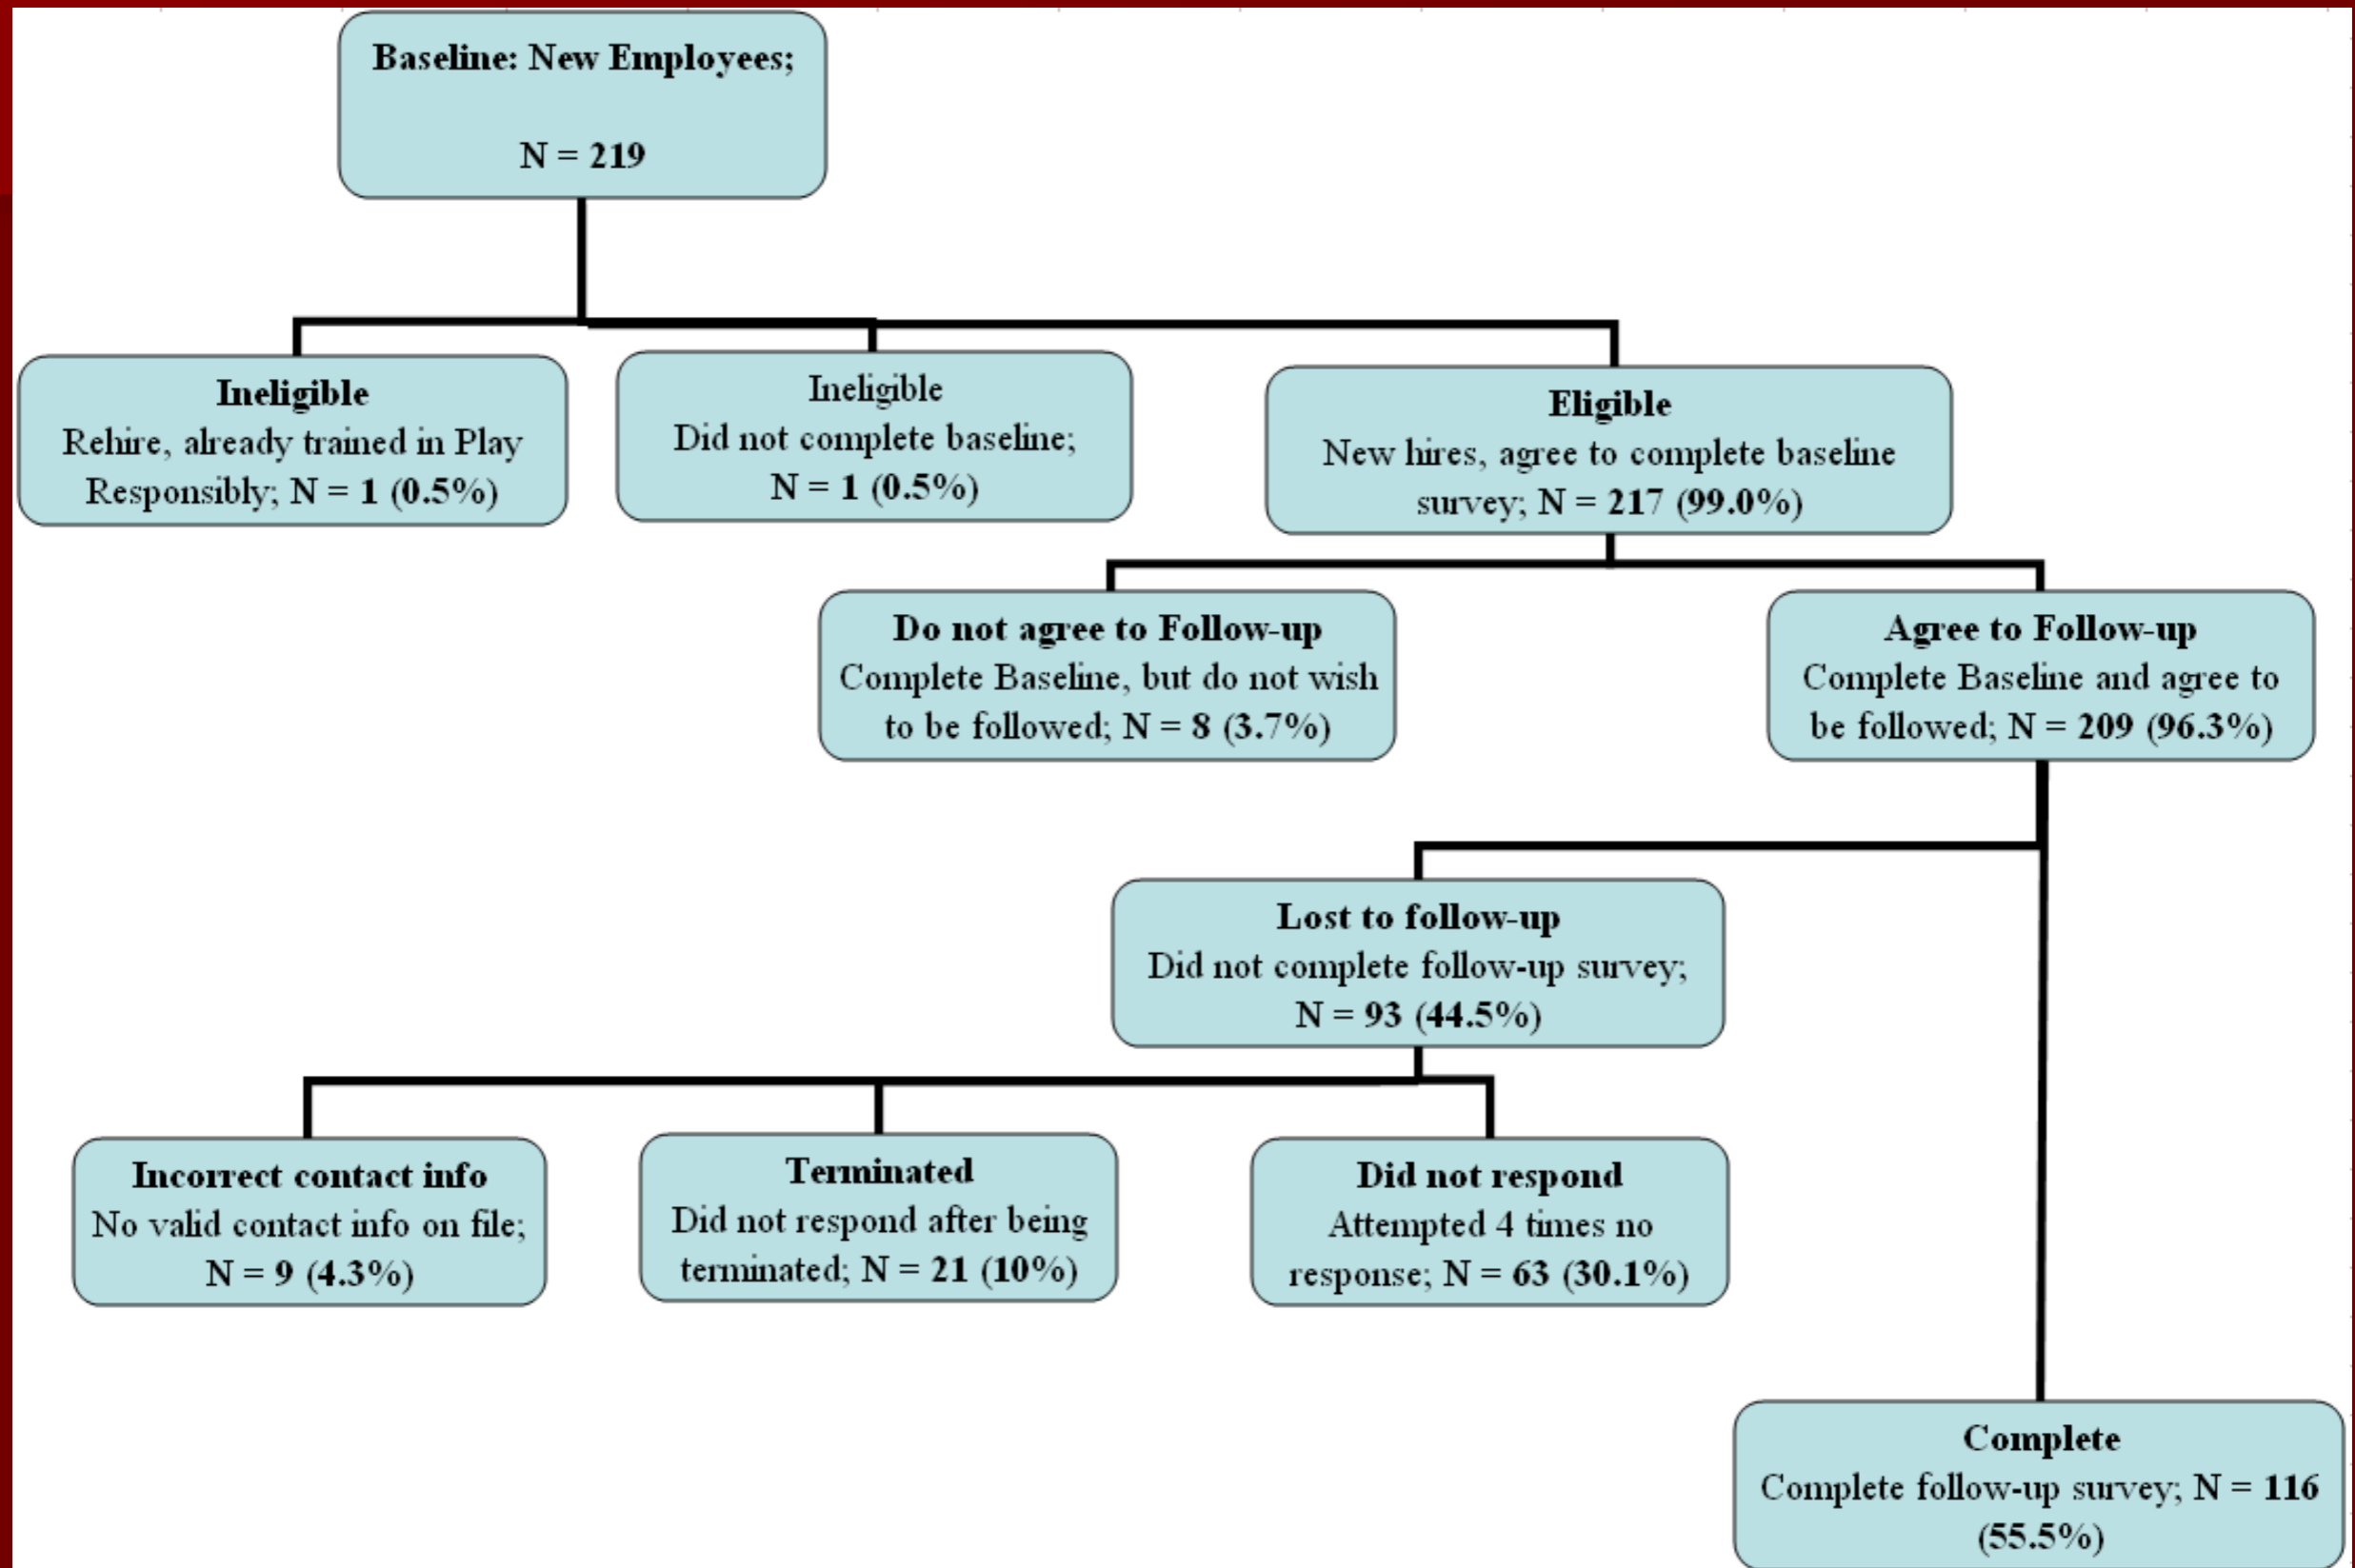 Baseline: New Employees;
N = 219
Ineligible
Rehire, already trained in Play
Responsibly; N = 1 (0.5%)
Ineligible
Did not complete baseline;
N = 1 (0.5%)
Eligible
New hires, agree to complete baseline
survey; N = 217 (99.0%)
Do not agree to Follow-up
Complete Baseline, but do not wish
to be followed; N = 8 (3.7%)
Agree to Follow-up
Complete Baseline and agree to
be followed; N = 209 (96.3%)
Lost to follow-up
Did not complete follow-up survey;
N = 93 (44.5%)
Incorrect contact info
No valid contact info on file;
N = 9 (4.3%)
Terminated
Did not respond after being
terminated; N = 21 (10%)
Did not respond
Attempted 4 times no
response; N = 63 (30.1%)
Complete
Complete follow-up survey; N = 116
(55.5%)